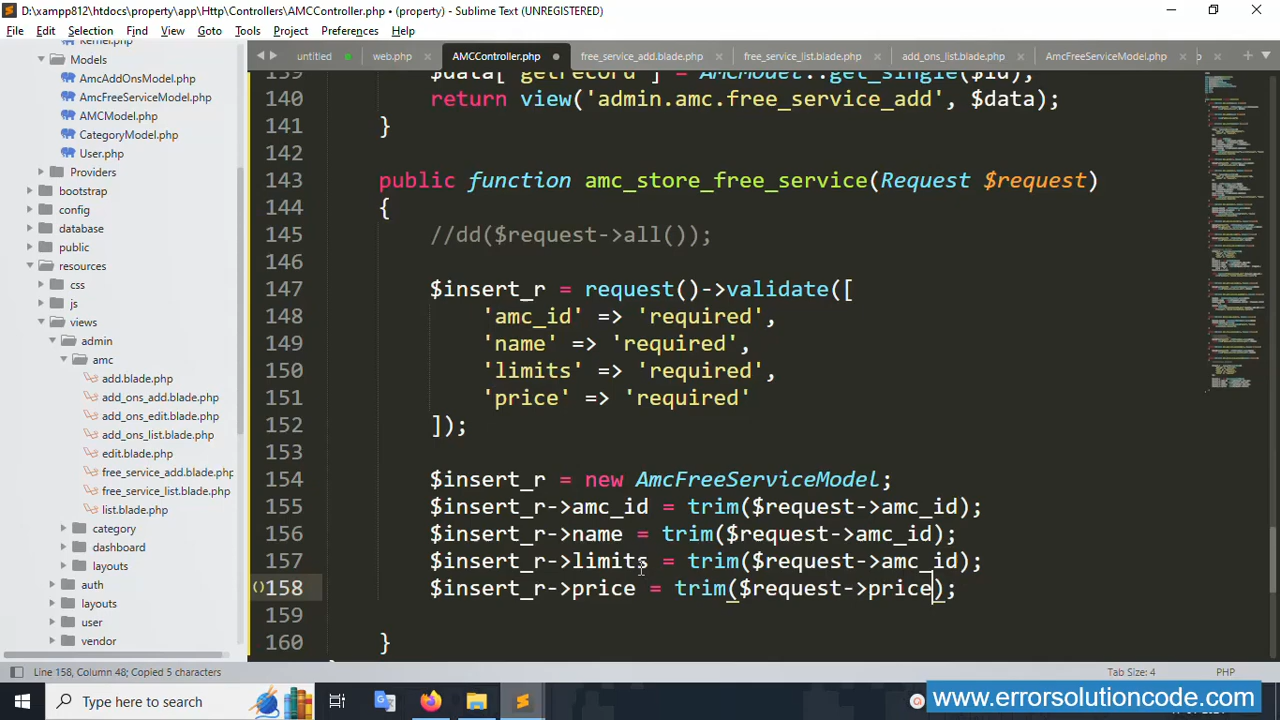 D:\xampp812\htdocs\property\app\Http\Controllers\AMCController.php • (property) - Sublime Text (UNREGISTERED)
File Edit Selection Find View Goto Tools Project Preferences Help
untitled web.php AMCController.php free_service_add.blade.php free_service_list.blade.php add_ons_list.blade.php AmcFreeServiceModel.php
Kernel.php
Models
AmcAddOnsModel.php
AmcFreeServiceModel.php
AMCModel.php
CategoryModel.php
User.php
Providers
bootstrap
config
database
public
resources
css
js
views
admin
amc
add.blade.php
add_ons_add.blade.php
add_ons_edit.blade.php
add_ons_list.blade.php
edit.blade.php
free_service_add.blade.php
free_service_list.blade.php
list.blade.php
category
dashboard
layouts
auth
layouts
user
vendor
139 $data['getrecord'] = AMCModel::get_single($id);
140 return view('admin.amc.free_service_add', $data);
141 }
142
143 public function amc_store_free_service(Request $request)
144 {
145 //dd($request->all());
146
147 $insert_r = request()->validate([
148 'amc_id' => 'required',
149 'name' => 'required',
150 'limits' => 'required',
151 'price' => 'required'
152 ]);
153
154 $insert_r = new AmcFreeServiceModel;
155 $insert_r->amc_id = trim($request->amc_id);
156 $insert_r->name = trim($request->amc_id);
157 $insert_r->limits = trim($request->amc_id);
158 $insert_r->price = trim($request->price);
159
160 }
Line 158, Column 48; Copied 5 characters Tab Size: 4 PHP
Type here to search
www.errorsolutioncode.com